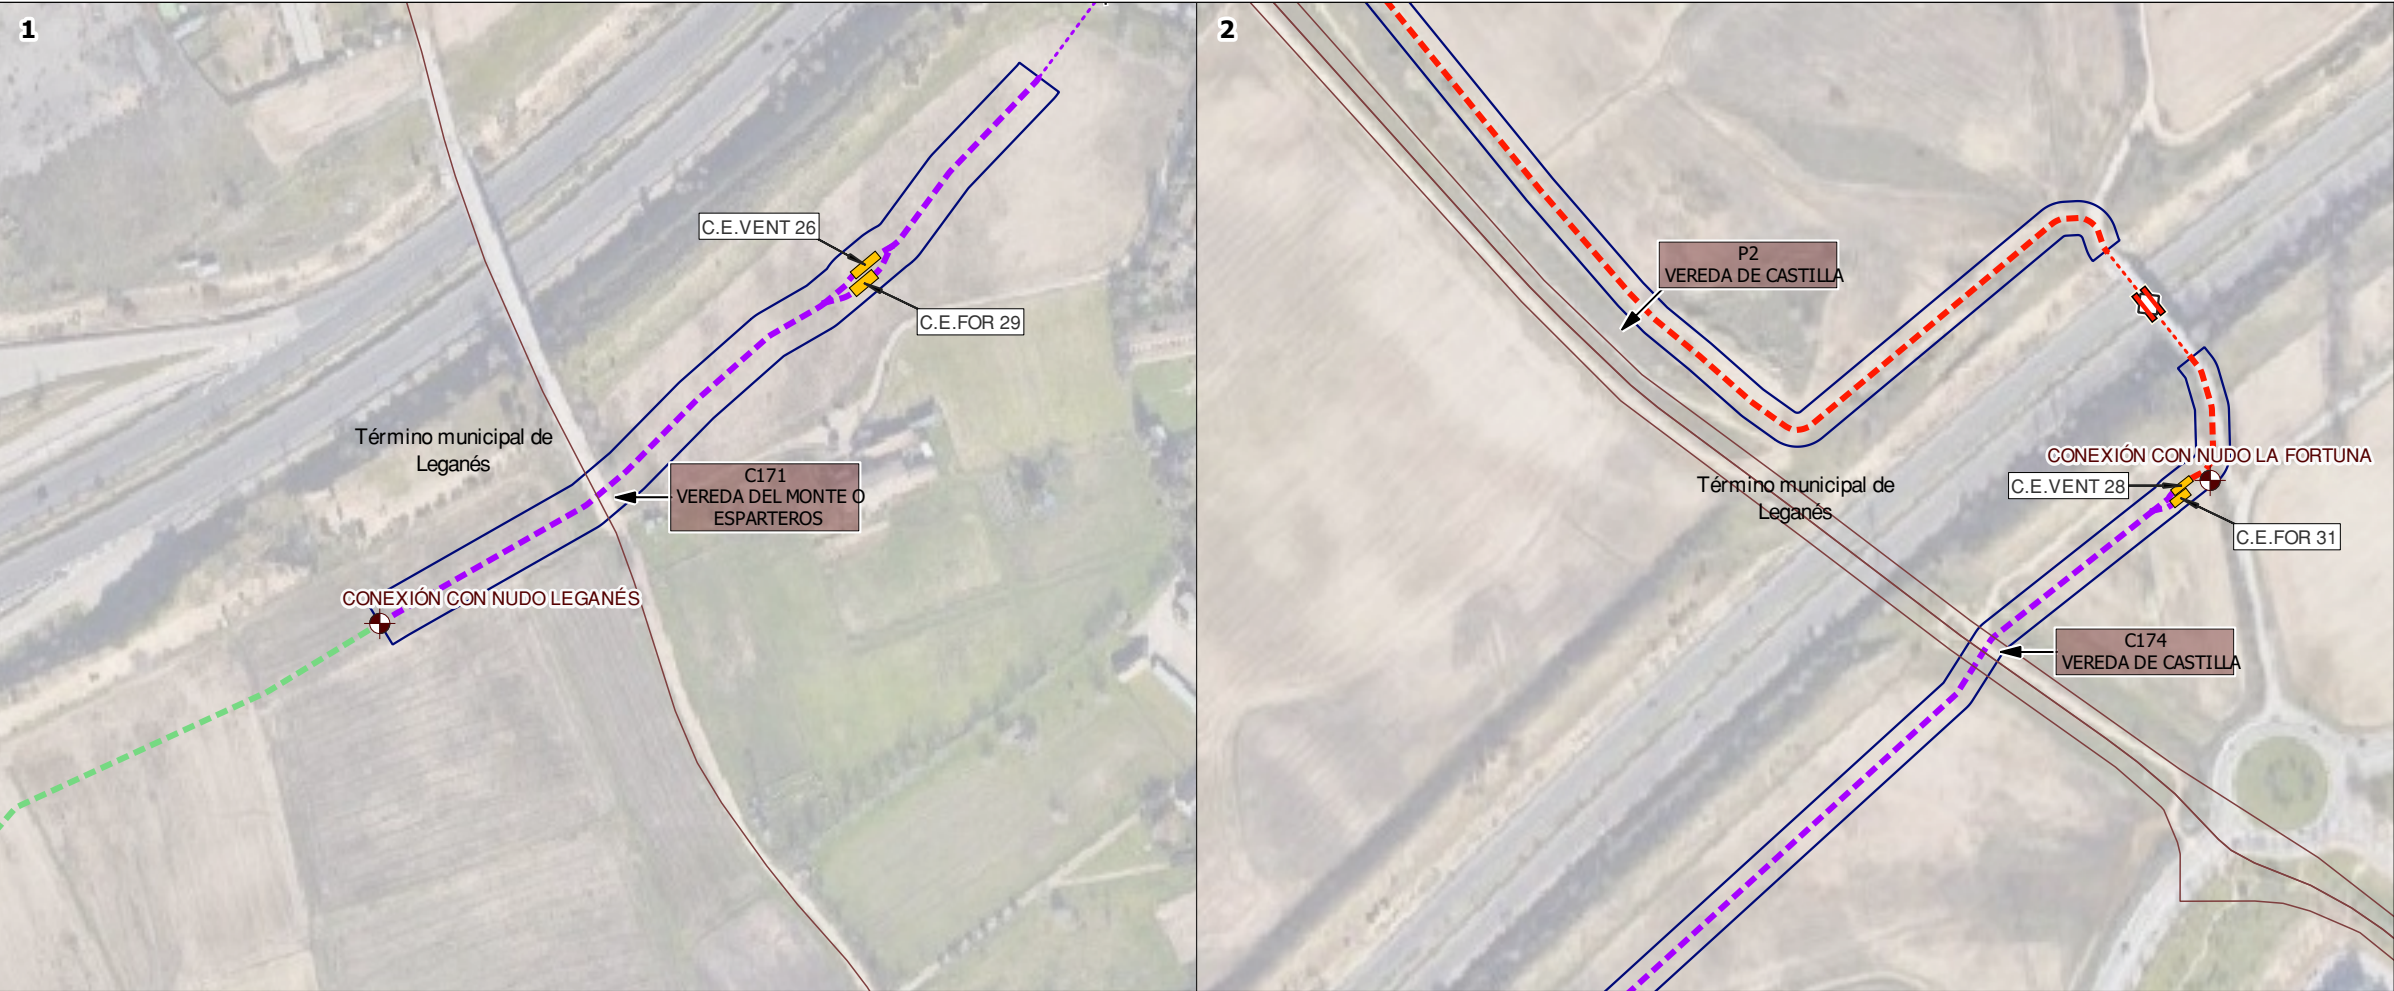 1
C.E.VENT 26
C.E.FOR 29
Término municipal de
Leganés
C171
VEREDA DEL MONTE O
ESPARTEROS
CONEXIÓN CON NUDO LEGANÉS
2
P2
VEREDA DE CASTILLA
CONEXIÓN CON NUDO LA FORTUNA
C.E.VENT 28
Término municipal de
Leganés
C.E.FOR 31
C174
VEREDA DE CASTILLA